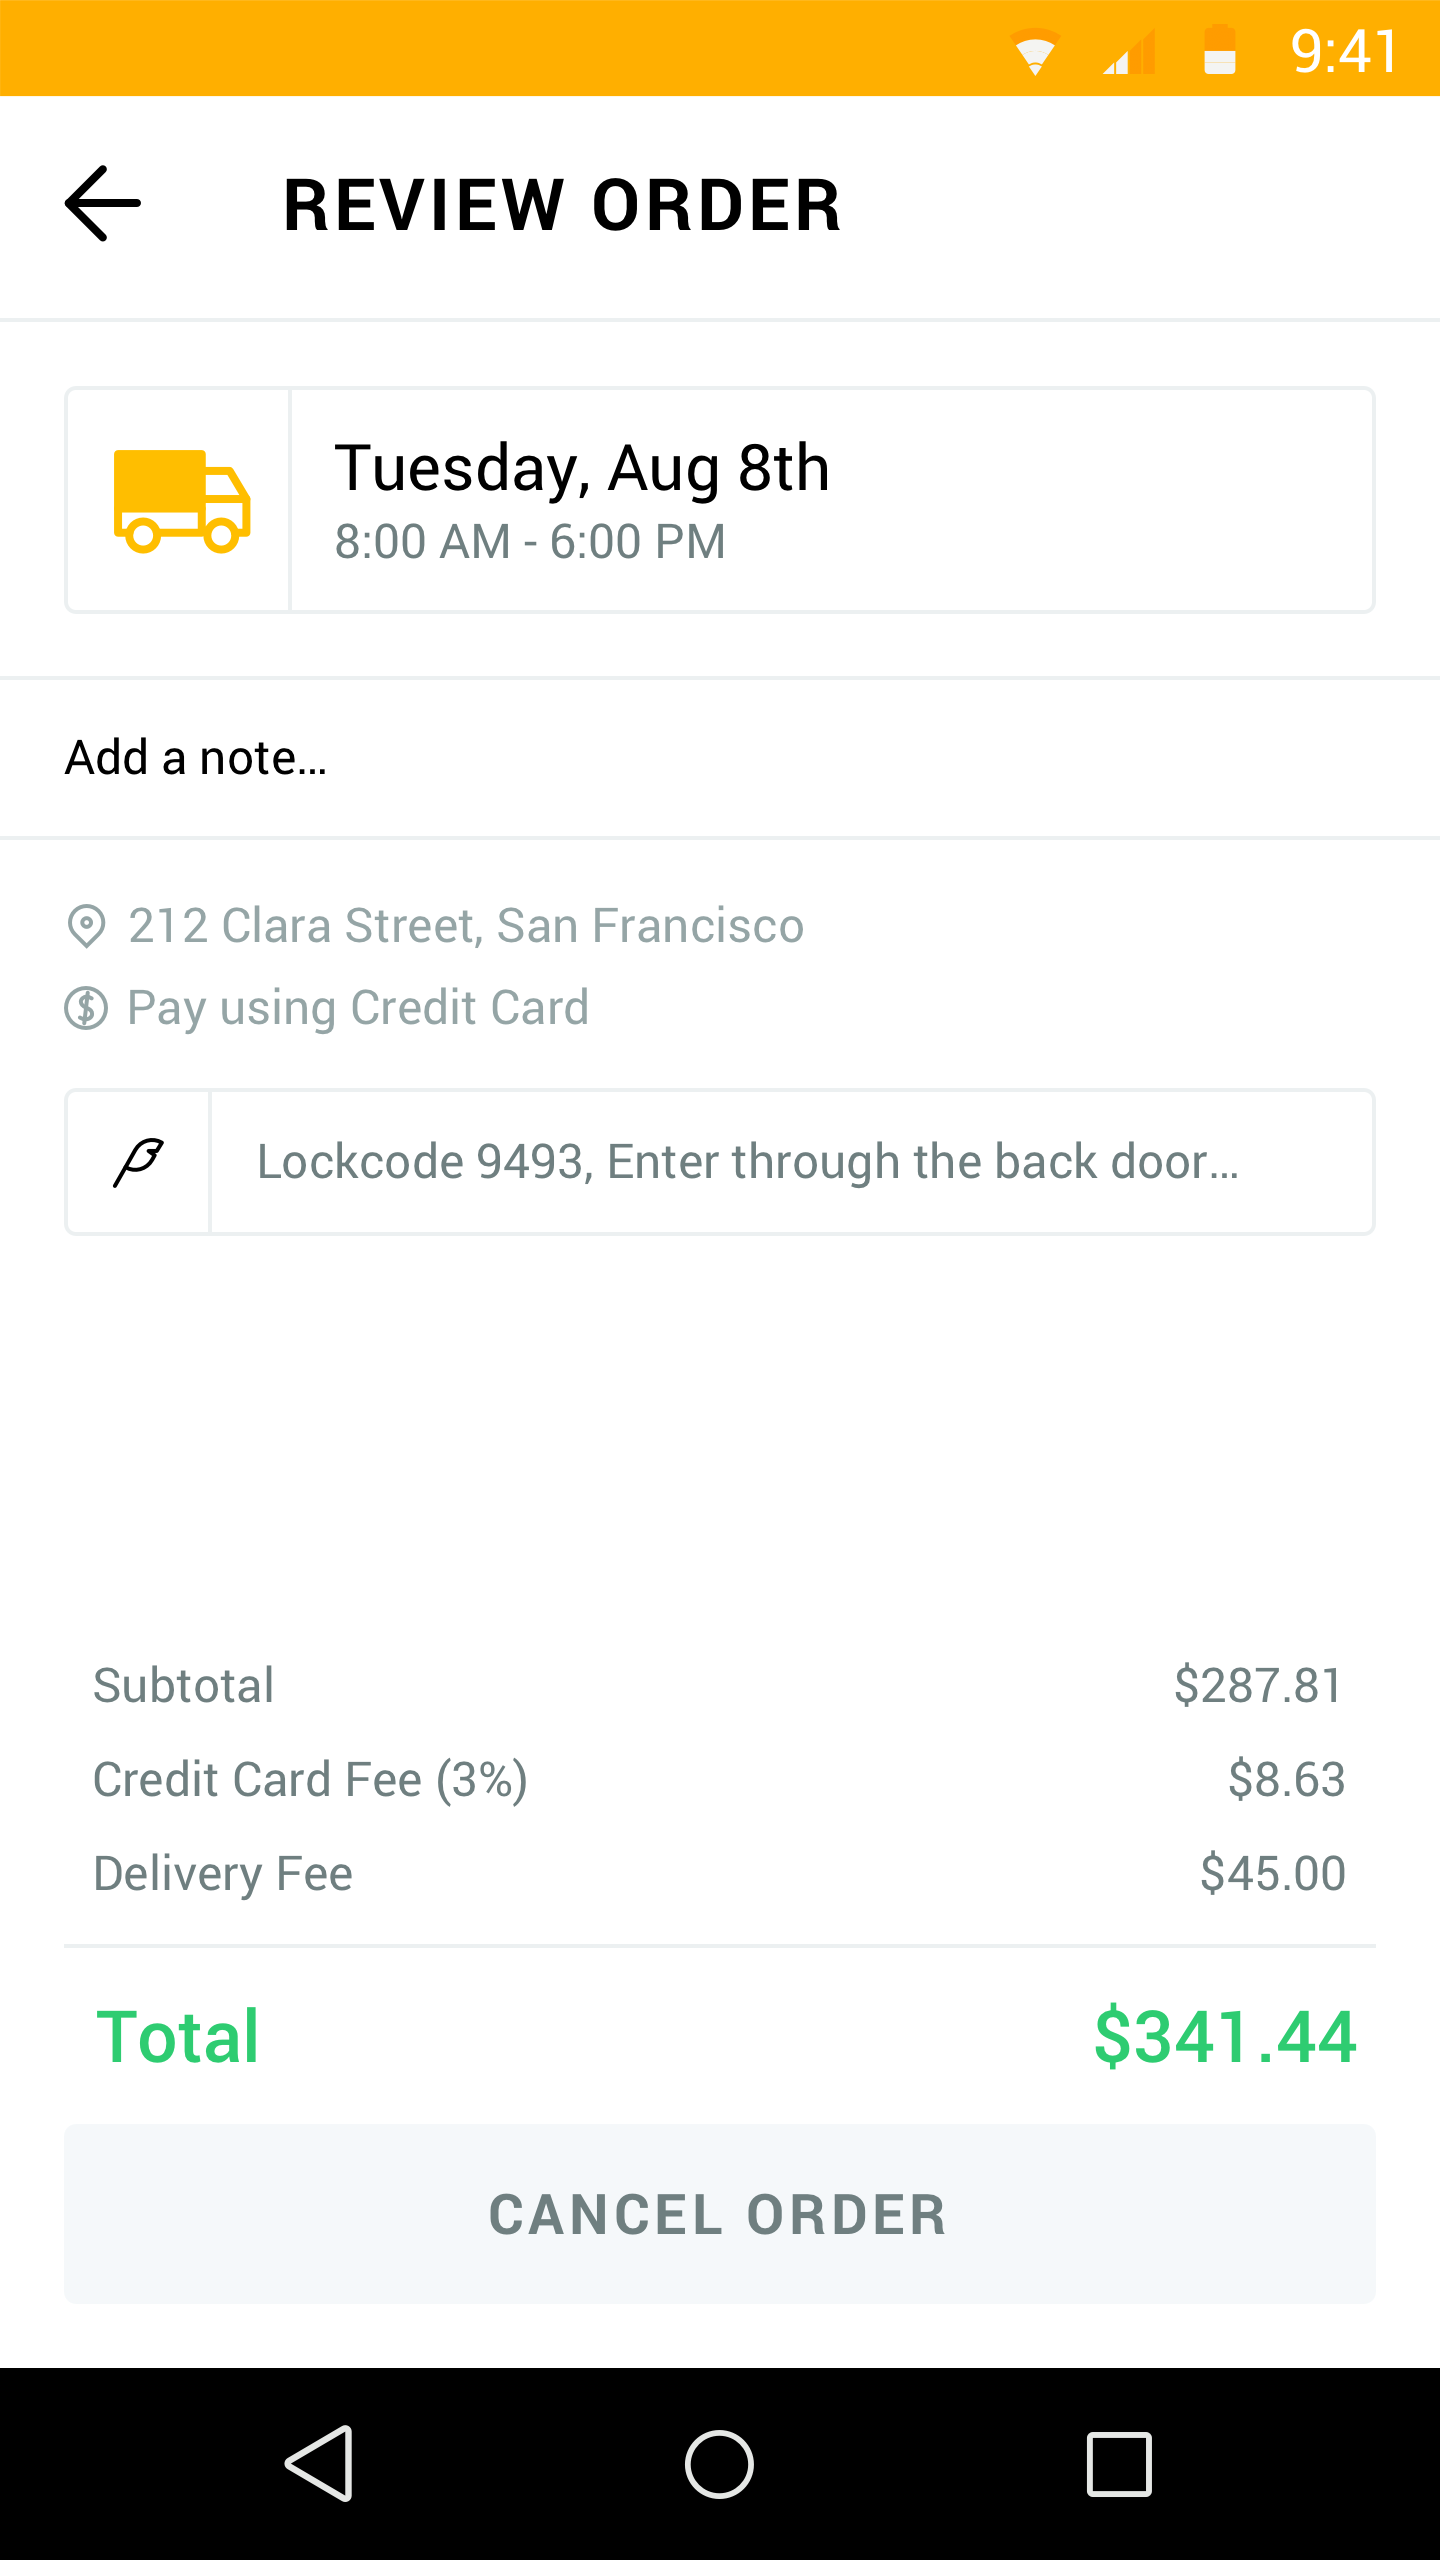 9:41
REVIEW ORDER
Tuesday, Aug 8th
8:00 AM - 6:00 PM
Add a note...
212 Clara Street, San Francisco
Pay using Credit Card
Lockcode 9493, Enter through the back door...
Subtotal $287.81
Credit Card Fee (3%) $8.63
Delivery Fee $45.00
Total $341.44
CANCEL ORDER